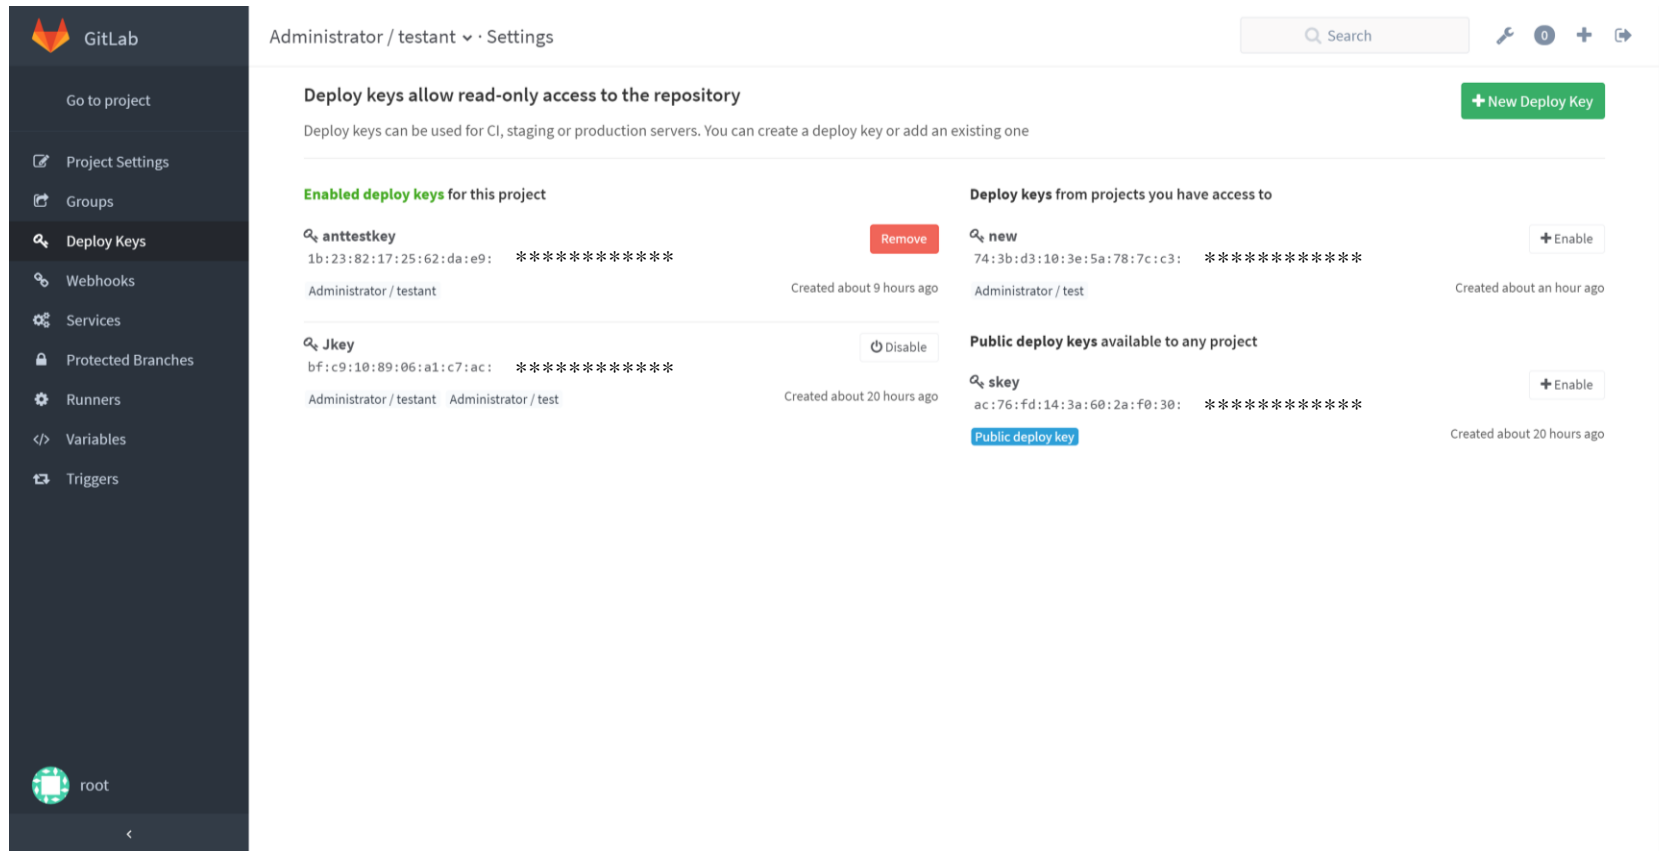 GitLab
Administrator / testant · Settings
Search
0
Go to project
Project Settings
Groups
Deploy Keys
Webhooks
Services
Protected Branches
Runners
Variables
Triggers
root
Deploy keys allow read-only access to the repository
New Deploy Key
Deploy keys can be used for CI, staging or production servers. You can create a deploy key or add an existing one
Enabled deploy keys for this project
anttestkey
Remove
1b:23:82:17:25:62:da:e9: ************
Administrator / testant
Created about 9 hours ago
Jkey
Disable
bf:c9:10:89:06:a1:c7:ac: ************
Administrator / testant Administrator / test
Created about 20 hours ago
Deploy keys from projects you have access to
new
Enable
74:3b:d3:10:3e:5a:78:7c:c3: ************
Administrator / test
Created about an hour ago
Public deploy keys available to any project
skey
Enable
ac:76:fd:14:3a:60:2a:f0:30: ************
Public deploy key
Created about 20 hours ago